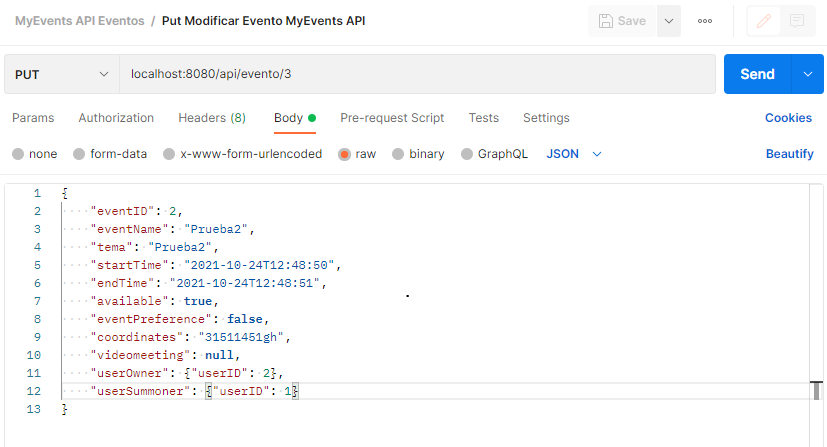 MyEvents API Eventos / Put Modificar Evento MyEvents API Save
PUT localhost:8080/api/evento/3 Send
Params Authorization Headers (8) Body Pre-request Script Tests Settings Cookies
none form-data x-www-form-urlencoded raw binary GraphQL JSON Beautify
1 {
2 "eventID": 2,
3 "eventName": "Prueba2",
4 "tema": "Prueba2",
5 "startTime": "2021-10-24T12:48:50",
6 "endTime": "2021-10-24T12:48:51",
7 "available": true,
8 "eventPreference": false,
9 "coordinates": "31511451gh",
10 "videomeeting": null,
11 "userOwner": {"userID": 2},
12 "userSummoner": {"userID": 1}
13 }